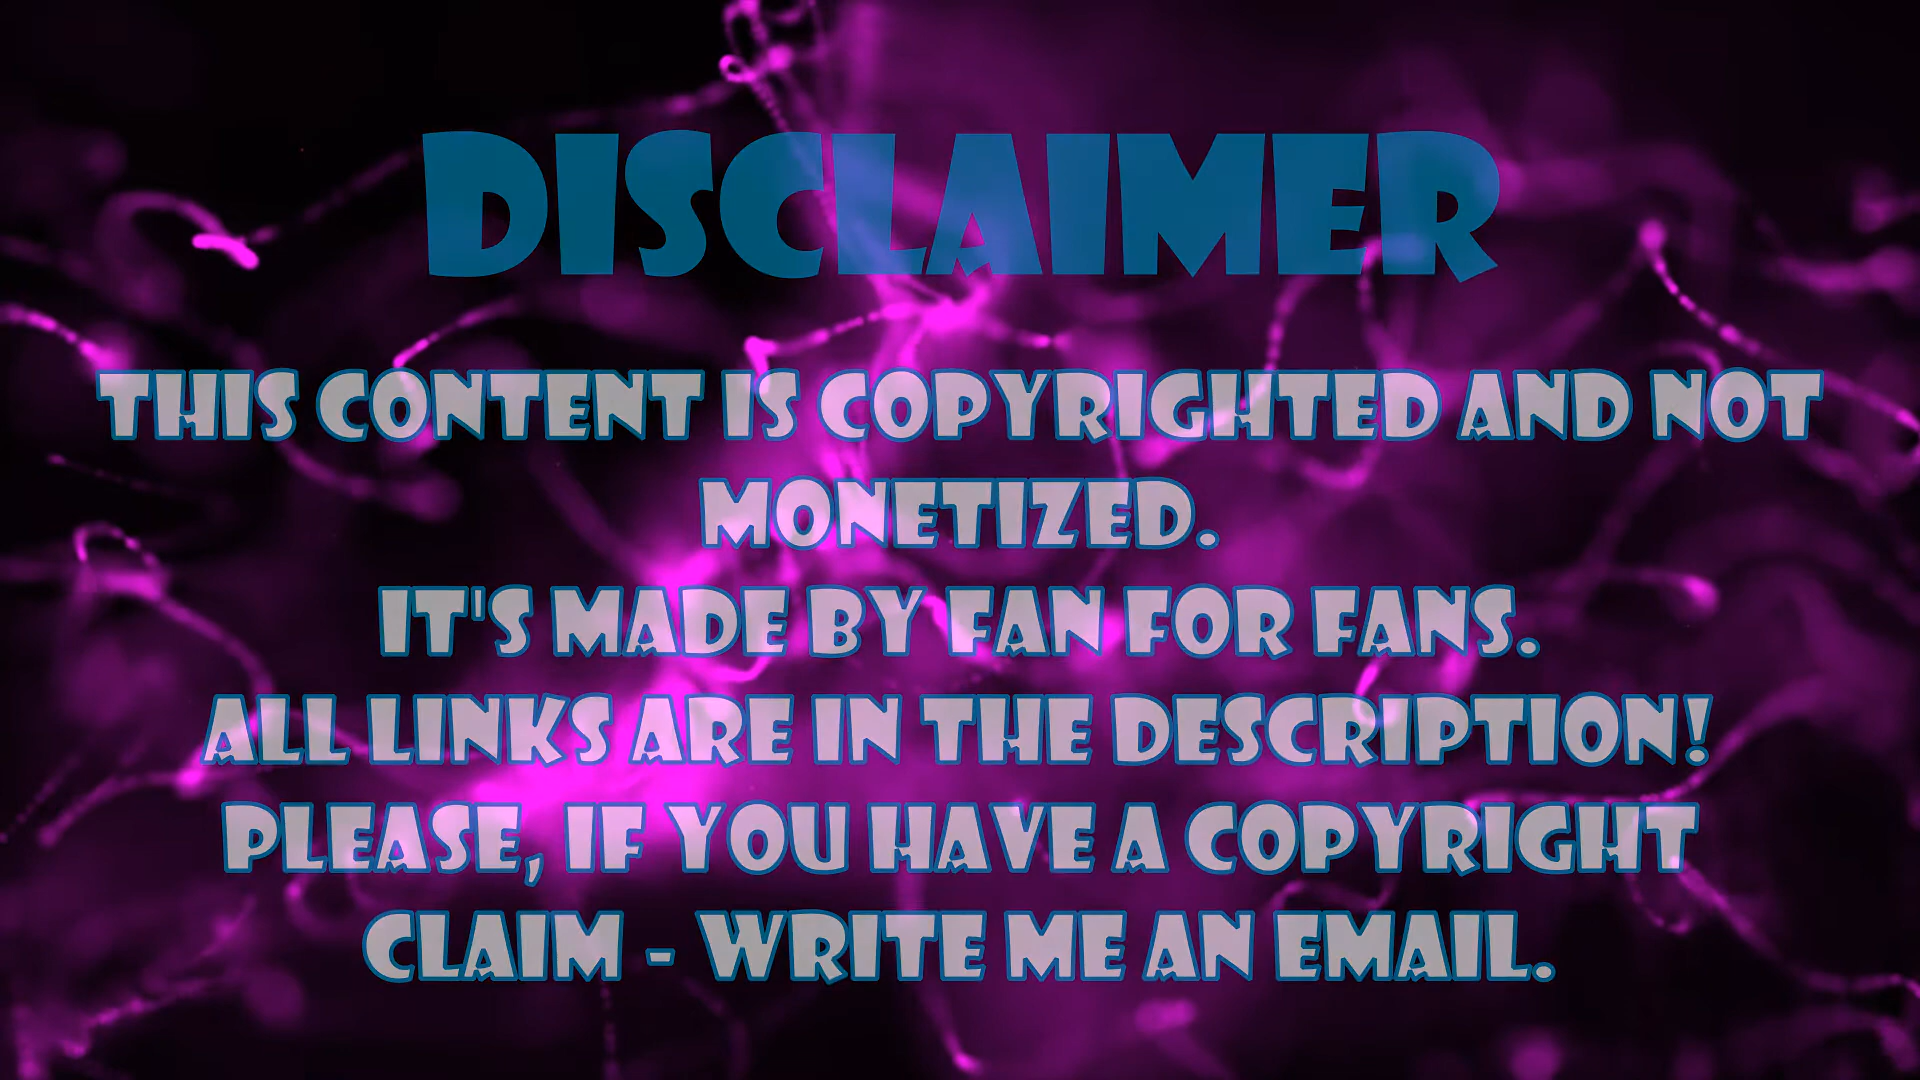 DISCLAIMER
THIS CONTENT IS COPYRIGHTED AND NOT
MONETIZED.
IT'S MADE BY FAN FOR FANS.
ALL LINKS ARE IN THE DESCRIPTION!
PLEASE, IF YOU HAVE A COPYRIGHT
CLAIM - WRITE ME AN EMAIL.